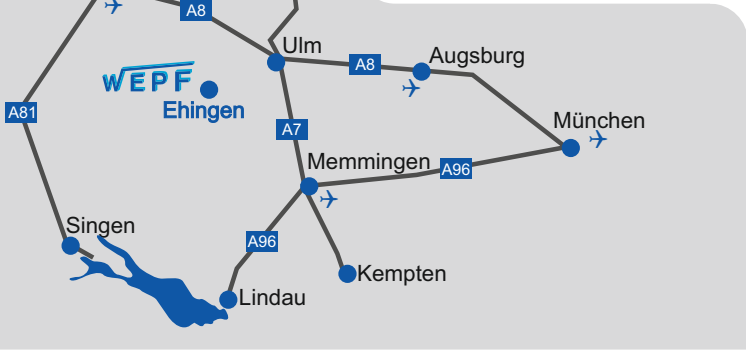 A8
Ulm
A8
Augsburg
WEPF
Ehingen
A81
A7
München
Memmingen
A96
Singen
A96
Kempten
Lindau